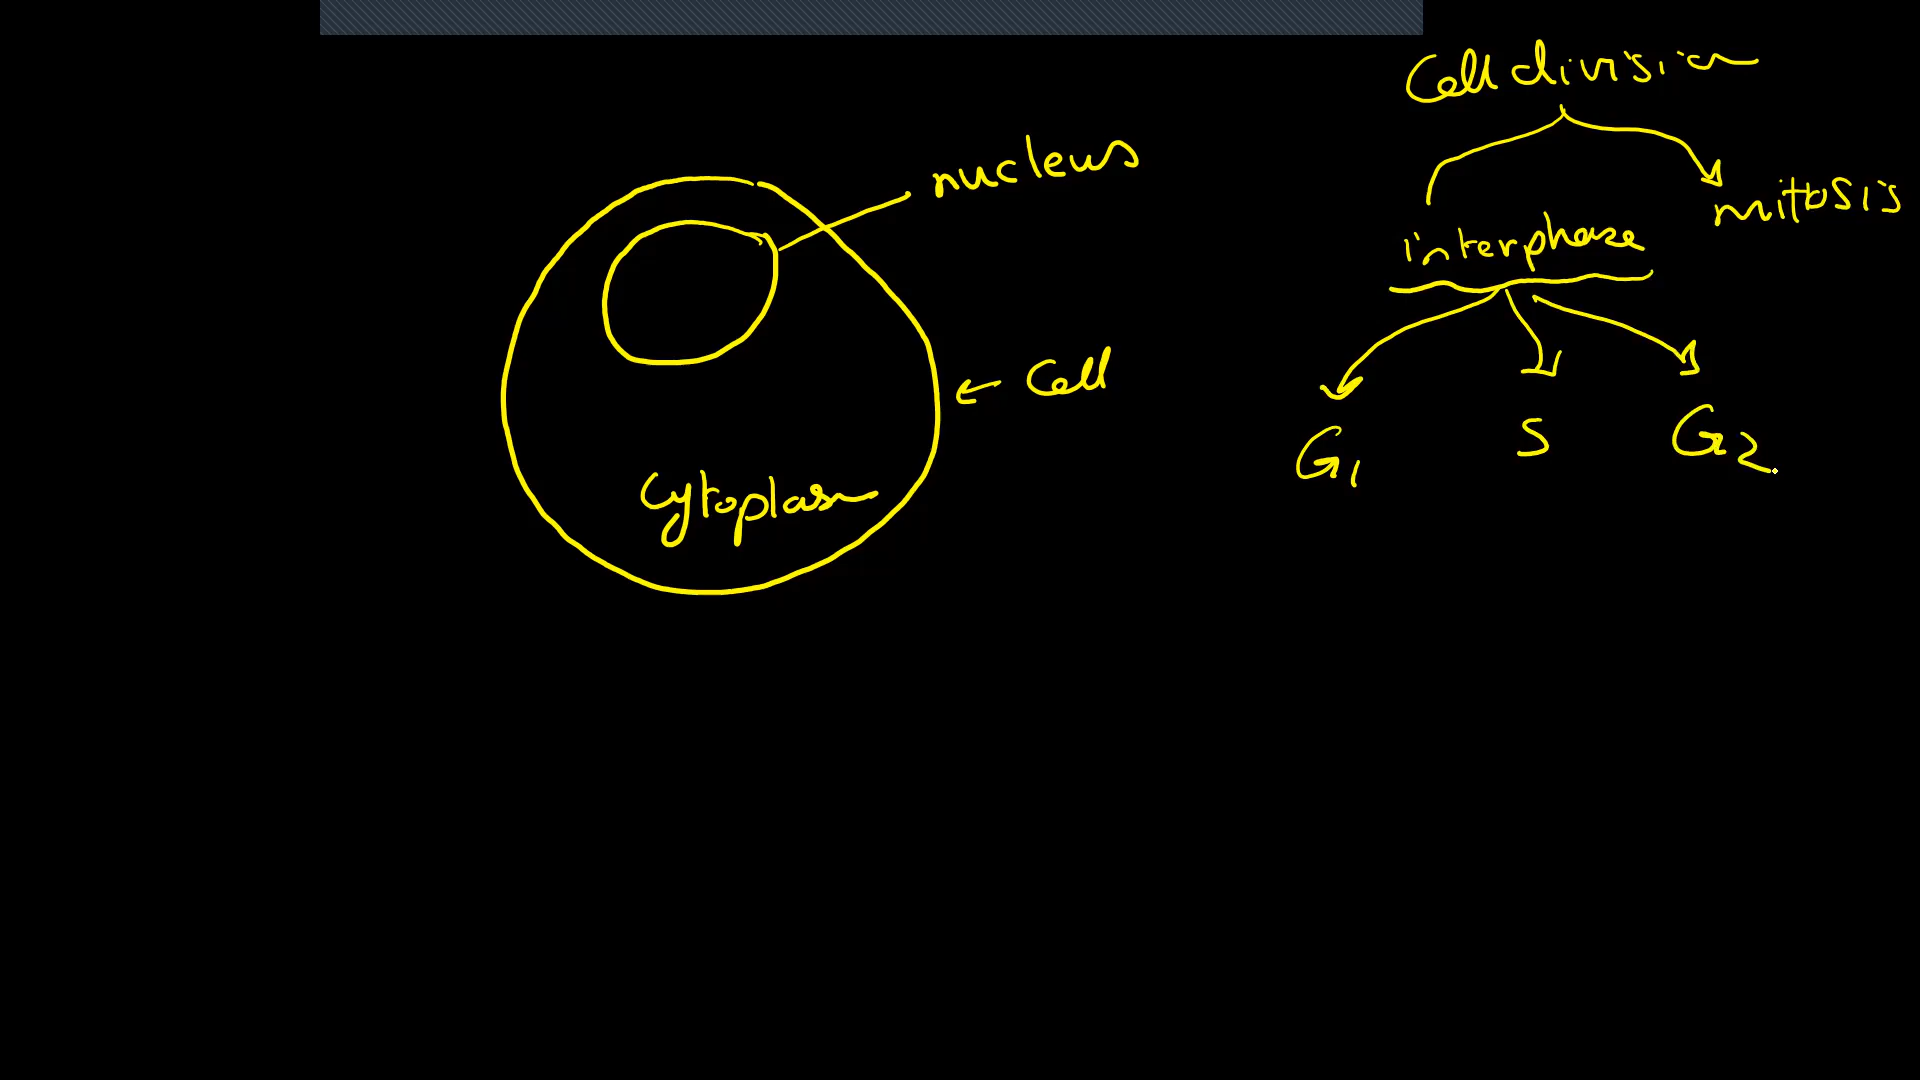 Cell division
nucleus
mitosis
interphase
Cell
G1
S
G2
Cytoplasm